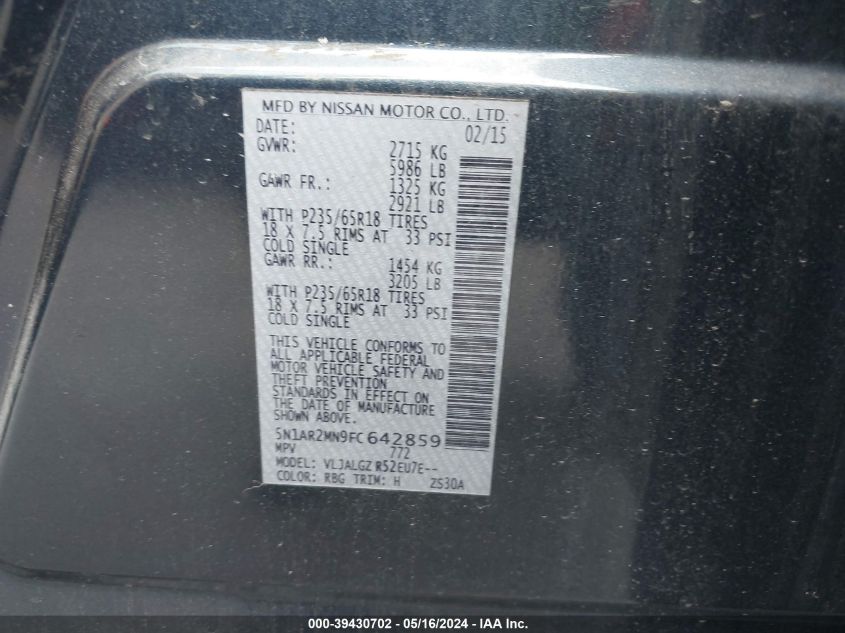 MFD BY NISSAN MOTOR CO., LTD.
DATE: 02/15
GVWR: 2715 KG
5986 LB
GAWR FR.: 1325 KG
2921 LB
WITH P235/65R18 TIRES
18 X 7.5 RIMS AT 33 PSI
COLD SINGLE
GAWR RR.: 1454 KG
3205 LB
WITH P235/65R18 TIRES
18 X 7.5 RIMS AT 33 PSI
COLD SINGLE
THIS VEHICLE CONFORMS TO
ALL APPLICABLE FEDERAL
MOTOR VEHICLE SAFETY AND
THEFT PREVENTION
STANDARDS IN EFFECT ON
THE DATE OF MANUFACTURE
SHOWN ABOVE.
5N1AR2MN9FC642859
MPV 772
MODEL: VLJALGZ R52EU7E--
COLOR: RBG TRIM: H ZS30A
000-39430702 - 05/16/2024 - IAA Inc.